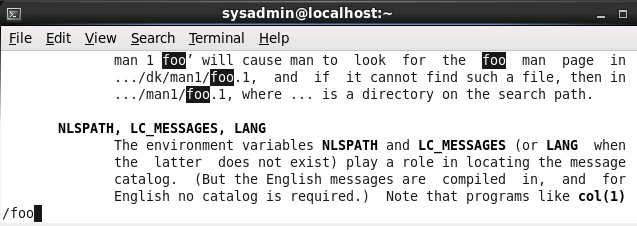 sysadmin@localhost:~
File Edit View Search Terminal Help
man 1 foo’ will cause man to look for the foo man page in
.../dk/man1/foo.1, and if it cannot find such a file, then in
.../man1/foo.1, where ... is a directory on the search path.
NLSPATH, LC_MESSAGES, LANG
The environment variables NLSPATH and LC_MESSAGES (or LANG when
the latter does not exist) play a role in locating the message
catalog. (But the English messages are compiled in, and for
English no catalog is required.) Note that programs like col(1)
/foo